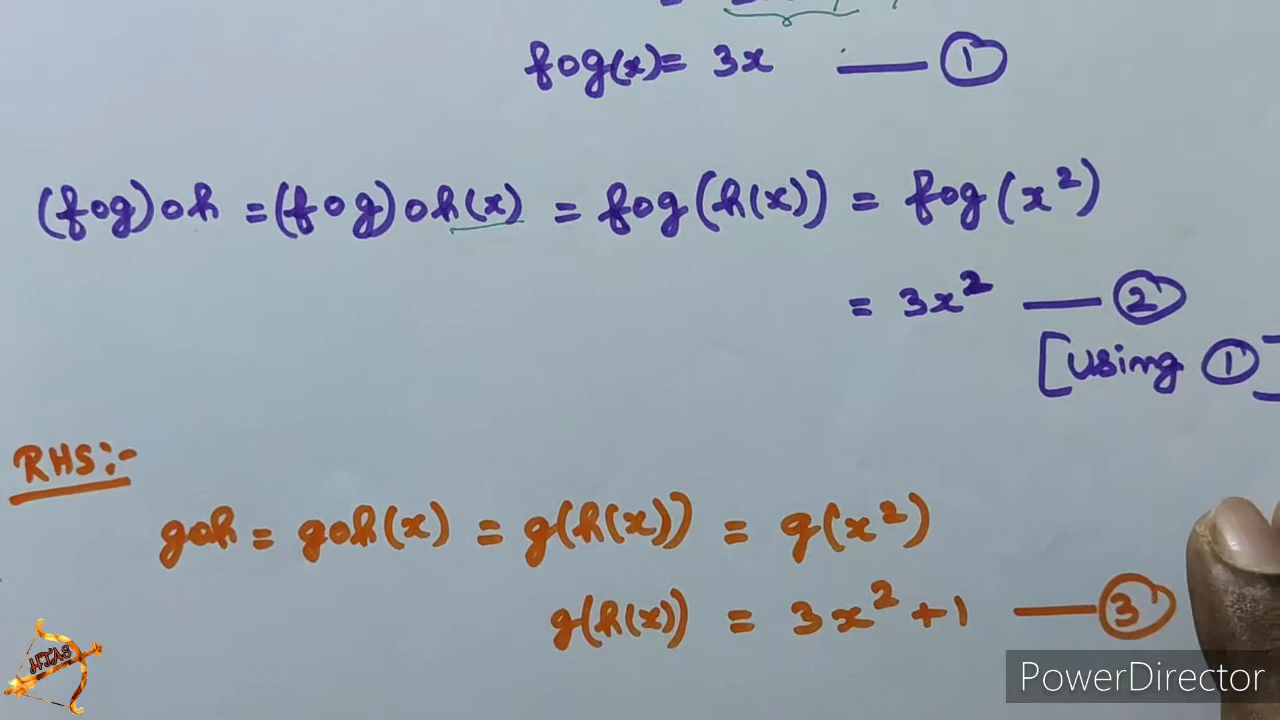 fog(x)= 3x — ①
(fog)oh = (fog)oh(x) = fog(h(x)) = fog(x²)
= 3x² — ②
[using ①]
RHS:-
goh = goh(x) = g(h(x)) = g(x²)
g(h(x)) = 3x²+1 — ③
HTAS
PowerDirector